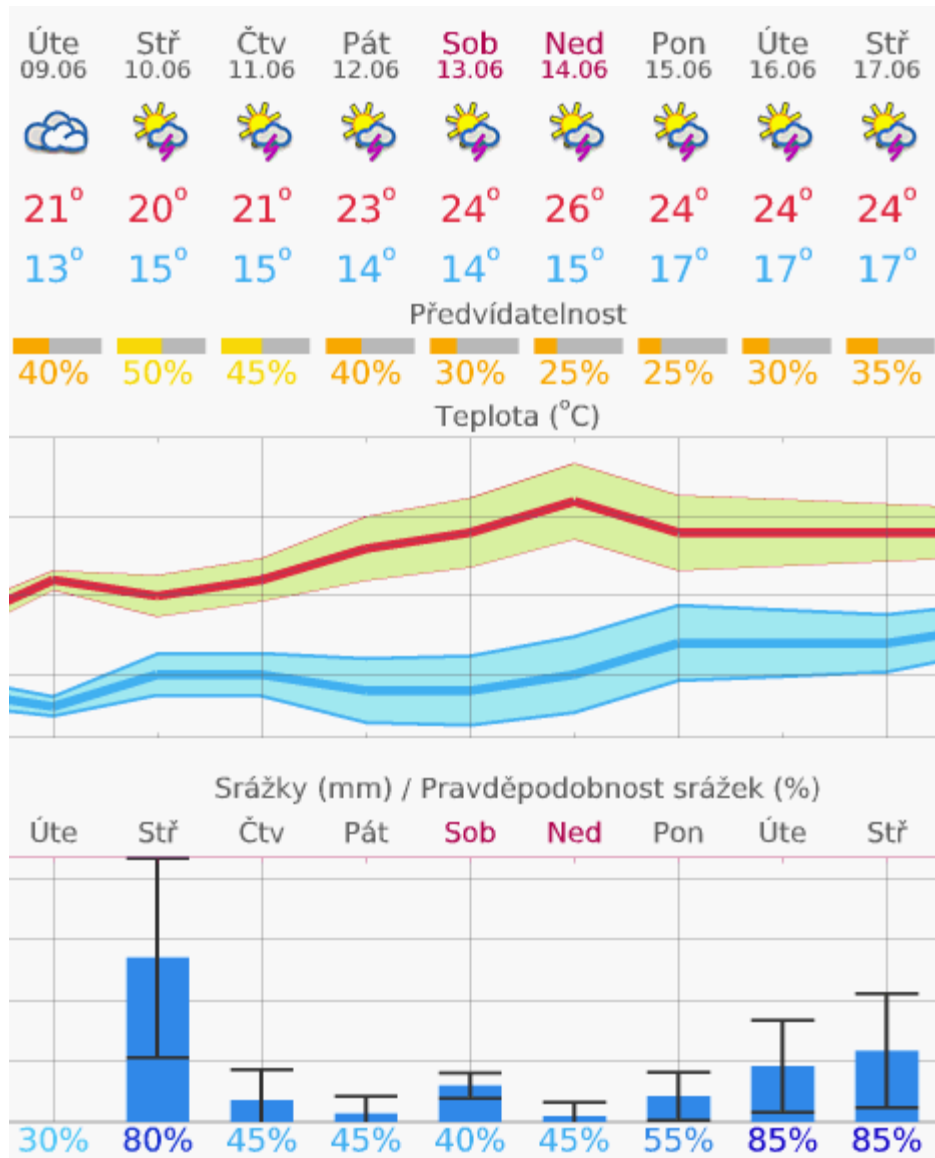 Úte Stř Čtv Pát Sob Ned Pon Úte Stř
09.06 10.06 11.06 12.06 13.06 14.06 15.06 16.06 17.06
21° 20° 21° 23° 24° 26° 24° 24° 24°
13° 15° 15° 14° 14° 15° 17° 17° 17°
Předvídatelnost
40% 50% 45% 40% 30% 25% 25% 30% 35%
Teplota (°C)
Srážky (mm) / Pravděpodobnost srážek (%)
Úte Stř Čtv Pát Sob Ned Pon Úte Stř
30% 80% 45% 45% 40% 45% 55% 85% 85%